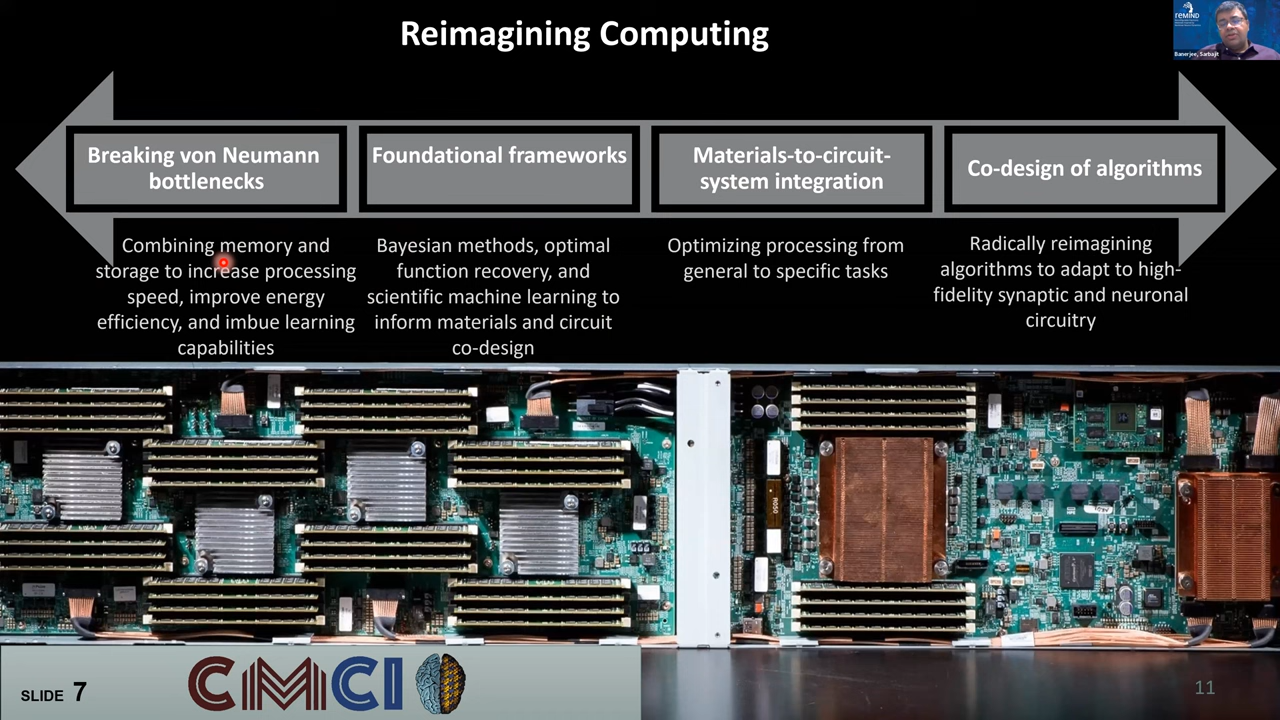 Reimagining Computing
reMIND
Banerjee, Sarbajit
Breaking von Neumann
bottlenecks
Foundational frameworks
Materials-to-circuit-
system integration
Co-design of algorithms
Combining memory and
storage to increase processing
speed, improve energy
efficiency, and imbue learning
capabilities
Bayesian methods, optimal
function recovery, and
scientific machine learning to
inform materials and circuit
co-design
Optimizing processing from
general to specific tasks
Radically reimagining
algorithms to adapt to high-
fidelity synaptic and neuronal
circuitry
SLIDE 7
CMCI
11